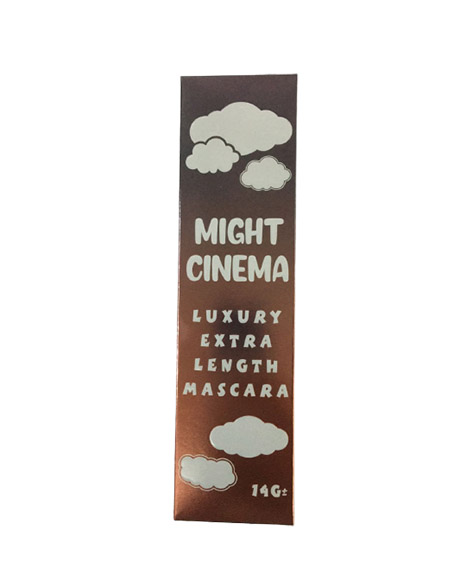 MIGHT
CINEMA
LUXURY
EXTRA
LENGTH
MASCARA
14G±